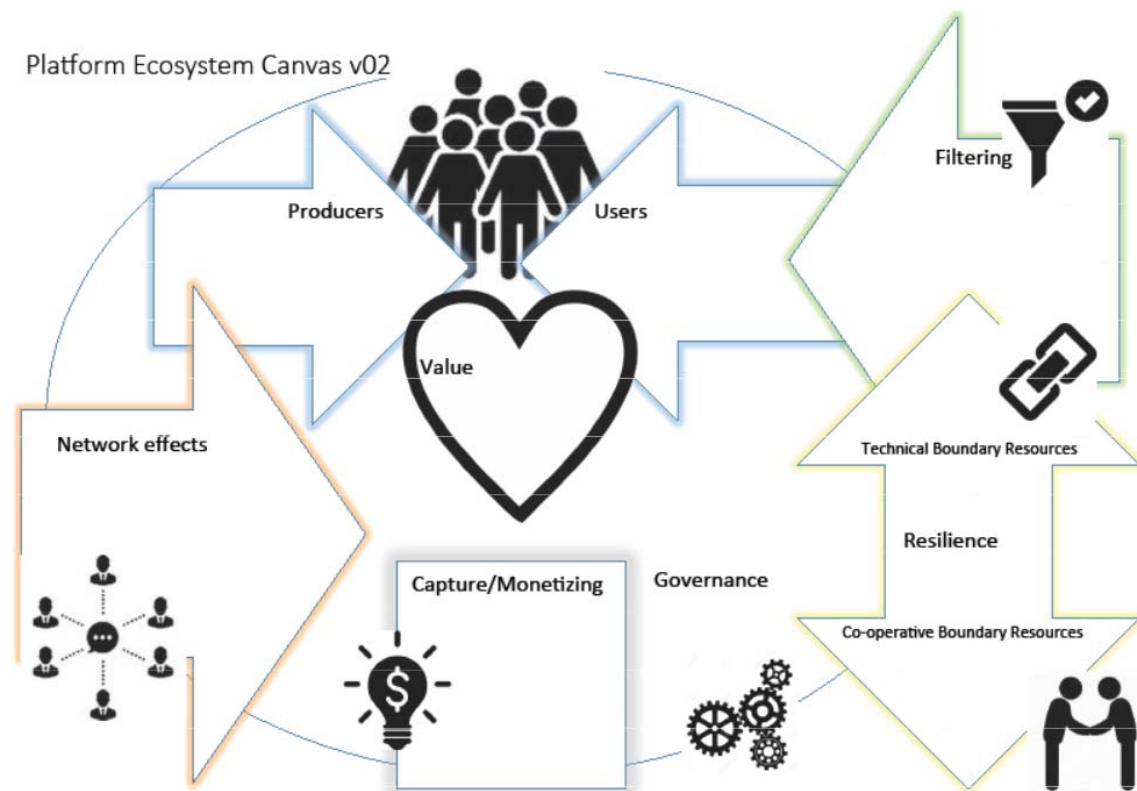 Platform Ecosystem Canvas v02
Filtering
Producers
Users
Value
Network effects
Technical Boundary Resources
Resilience
Capture/Monetizing
Governance
Co-operative Boundary Resources
$